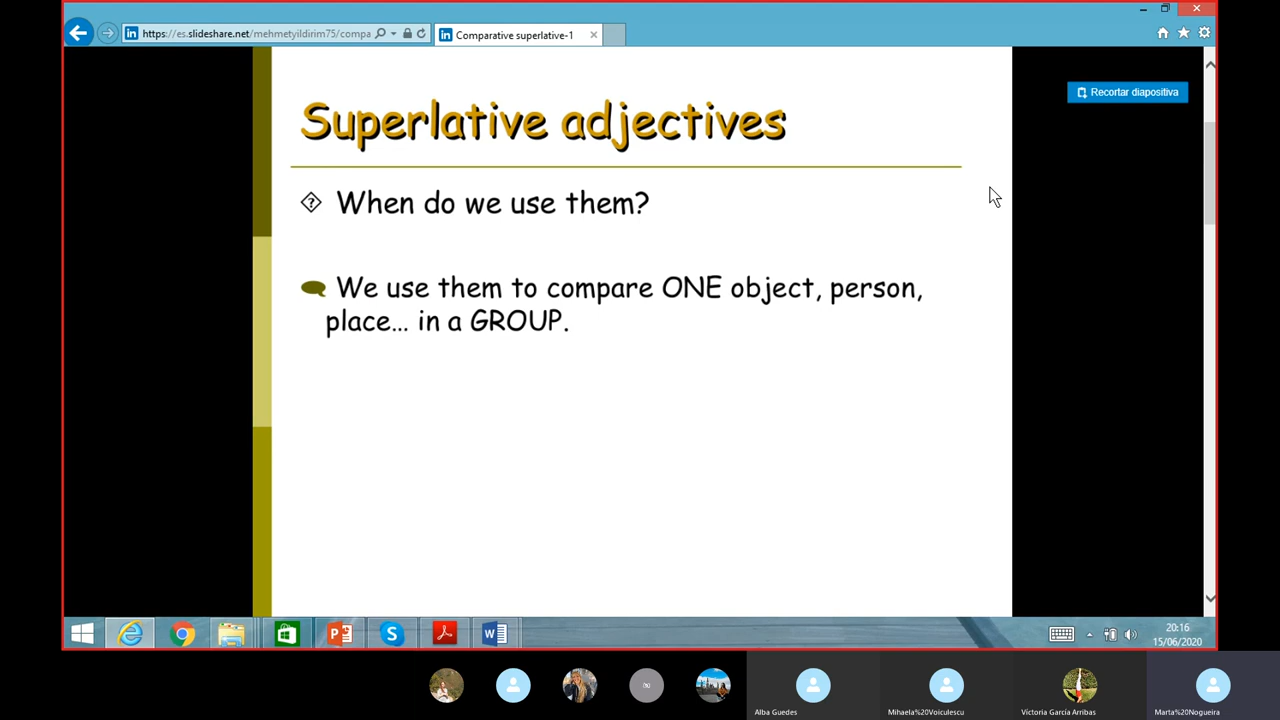 https://es.slideshare.net/mehmetyildirim75/compa
Comparative superlative-1
Recortar diapositiva
Superlative adjectives
When do we use them?
We use them to compare ONE object, person,
place... in a GROUP.
20:16
15/06/2020
Alba Guedes
Mihaela%20Voiculescu
Víctoria García Arribas
Marta%20Nogueira